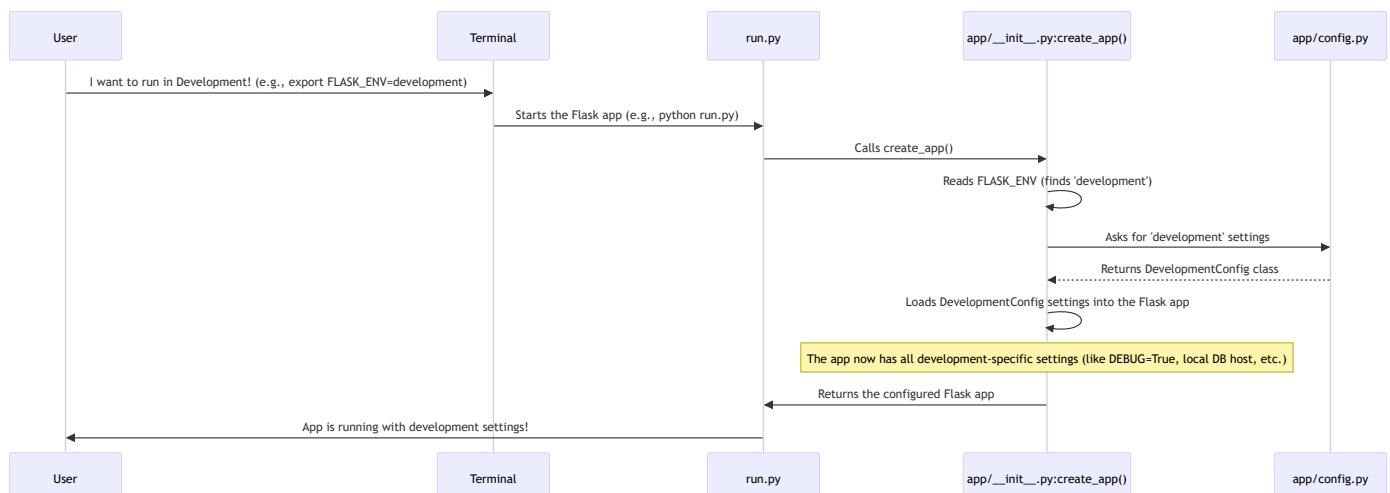 User
Terminal
run.py
app/__init__.py:create_app()
app/config.py
I want to run in Development! (e.g., export FLASK_ENV=development)
Starts the Flask app (e.g., python run.py)
Calls create_app()
Reads FLASK_ENV (finds 'development')
Asks for 'development' settings
Returns DevelopmentConfig class
Loads DevelopmentConfig settings into the Flask app
The app now has all development-specific settings (like DEBUG=True, local DB host, etc.)
Returns the configured Flask app
App is running with development settings!
User
Terminal
run.py
app/__init__.py:create_app()
app/config.py